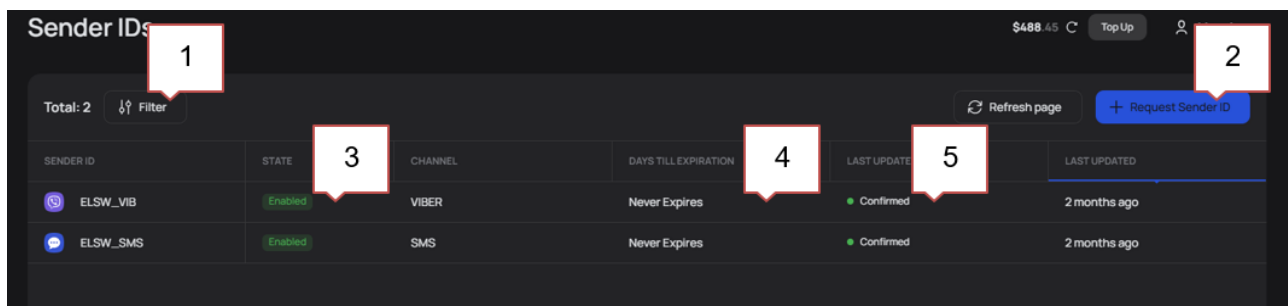 Sender IDs
$488.45 Top Up
1
2
Total: 2 Filter Refresh page + Request Sender ID
3
4
5
SENDER ID STATE CHANNEL DAYS TILL EXPIRATION LAST UPDATE LAST UPDATED
ELSW_VIB Enabled VIBER Never Expires Confirmed 2 months ago
ELSW_SMS Enabled SMS Never Expires Confirmed 2 months ago